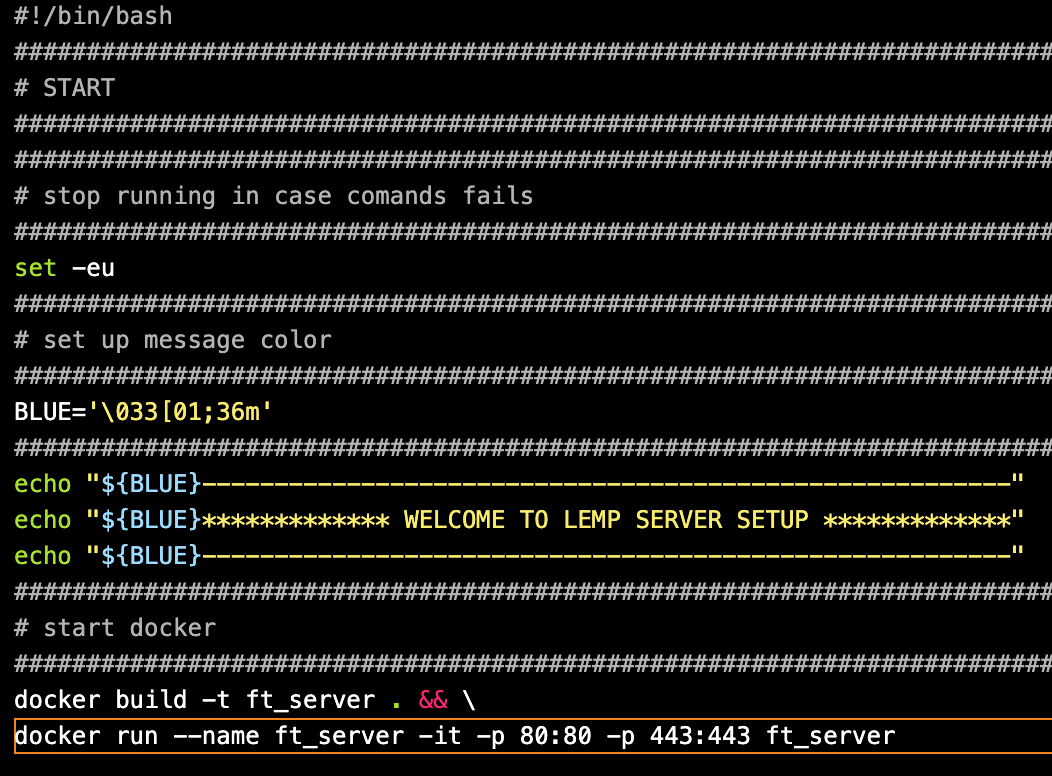 #!/bin/bash
########################################################################
# START
########################################################################
########################################################################
# stop running in case comands fails
########################################################################
set -eu
########################################################################
# set up message color
########################################################################
BLUE='\033[01;36m'
########################################################################
echo "${BLUE}--------------------------------------------------------"
echo "${BLUE}************* WELCOME TO LEMP SERVER SETUP *************"
echo "${BLUE}--------------------------------------------------------"
########################################################################
# start docker
########################################################################
docker build -t ft_server . && \
docker run --name ft_server -it -p 80:80 -p 443:443 ft_server